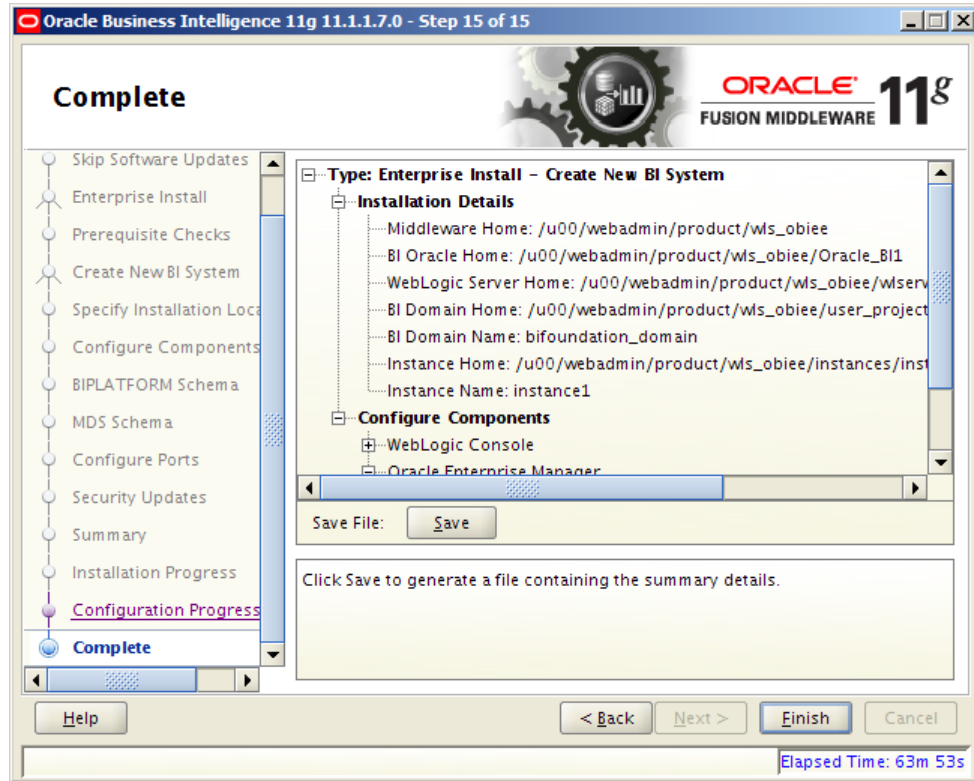 Oracle Business Intelligence 11g 11.1.1.7.0 - Step 15 of 15
Complete
ORACLE
FUSION MIDDLEWARE
11g
Skip Software Updates
Enterprise Install
Prerequisite Checks
Create New BI System
Specify Installation Loca
Configure Components
BIPLATFORM Schema
MDS Schema
Configure Ports
Security Updates
Summary
Installation Progress
Configuration Progress
Complete
Type: Enterprise Install - Create New BI System
Installation Details
Middleware Home: /u00/webadmin/product/wls_obiee
BI Oracle Home: /u00/webadmin/product/wls_obiee/Oracle_BI1
WebLogic Server Home: /u00/webadmin/product/wls_obiee/wlserv
BI Domain Home: /u00/webadmin/product/wls_obiee/user_project
BI Domain Name: bifoundation_domain
Instance Home: /u00/webadmin/product/wls_obiee/instances/inst
Instance Name: instance1
Configure Components
WebLogic Console
Oracle Enterprise Manager
Save File: Save
Click Save to generate a file containing the summary details.
Help < Back Next > Finish Cancel
Elapsed Time: 63m 53s